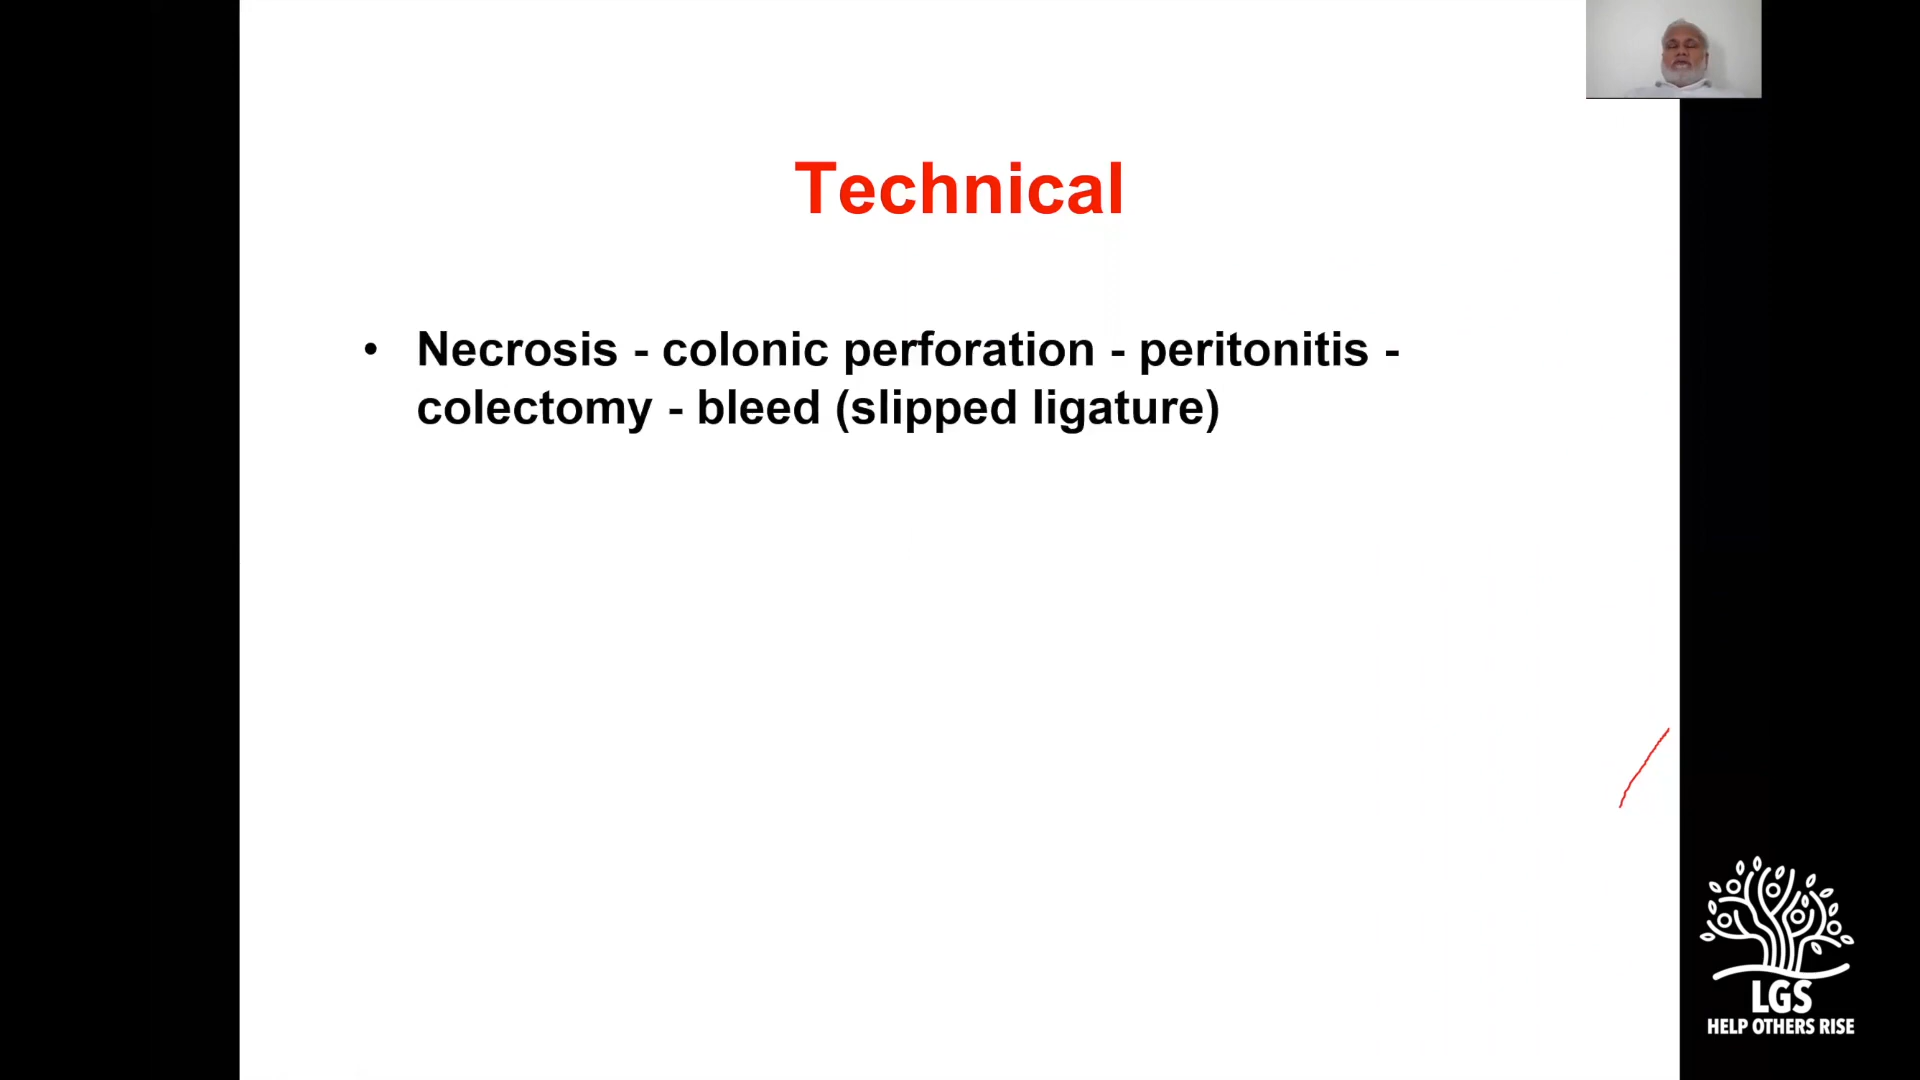 Technical
• Necrosis - colonic perforation - peritonitis -
colectomy - bleed (slipped ligature)
LGS
HELP OTHERS RISE